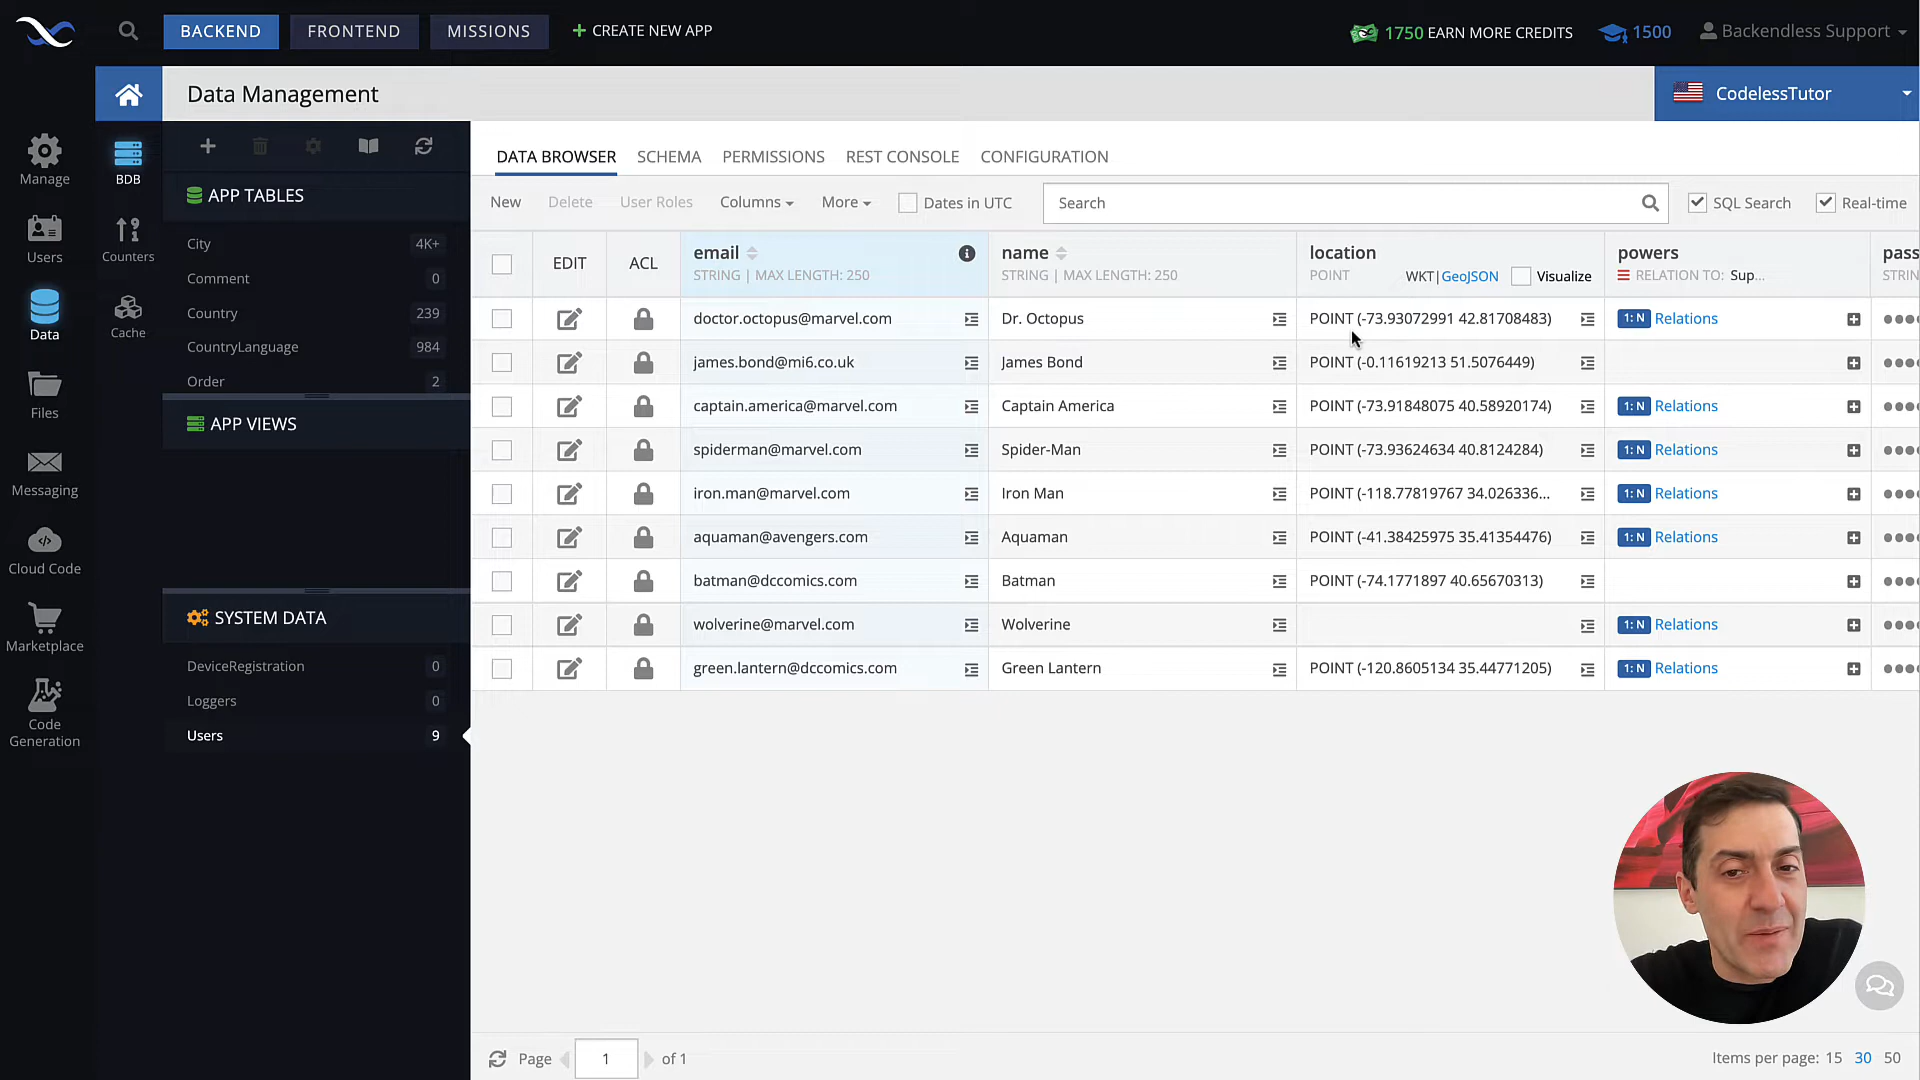 BACKEND FRONTEND MISSIONS + CREATE NEW APP 1750 EARN MORE CREDITS 1500 Backendless Support
Data Management CodelessTutor
Manage
Users
Data
Files
Messaging
Cloud Code
Marketplace
Code
Generation
BDB
Counters
Cache
APP TABLES
City 4K+
Comment 0
Country 239
CountryLanguage 984
Order 2
APP VIEWS
SYSTEM DATA
DeviceRegistration 0
Loggers 0
Users 9
DATA BROWSER SCHEMA PERMISSIONS REST CONSOLE CONFIGURATION
New Delete User Roles Columns More Dates in UTC Search SQL Search Real-time
EDIT ACL email name location powers pass
STRING | MAX LENGTH: 250 STRING | MAX LENGTH: 250 POINT WKT|GeoJSON Visualize RELATION TO: Sup... STRIN
doctor.octopus@marvel.com Dr. Octopus POINT (-73.93072991 42.81708483) 1: N Relations
james.bond@mi6.co.uk James Bond POINT (-0.11619213 51.5076449)
captain.america@marvel.com Captain America POINT (-73.91848075 40.58920174) 1: N Relations
spiderman@marvel.com Spider-Man POINT (-73.93624634 40.8124284) 1: N Relations
iron.man@marvel.com Iron Man POINT (-118.77819767 34.026336... 1: N Relations
aquaman@avengers.com Aquaman POINT (-41.38425975 35.41354476) 1: N Relations
batman@dccomics.com Batman POINT (-74.1771897 40.65670313)
wolverine@marvel.com Wolverine 1: N Relations
green.lantern@dccomics.com Green Lantern POINT (-120.8605134 35.44771205) 1: N Relations
Page 1 of 1 Items per page: 15 30 50